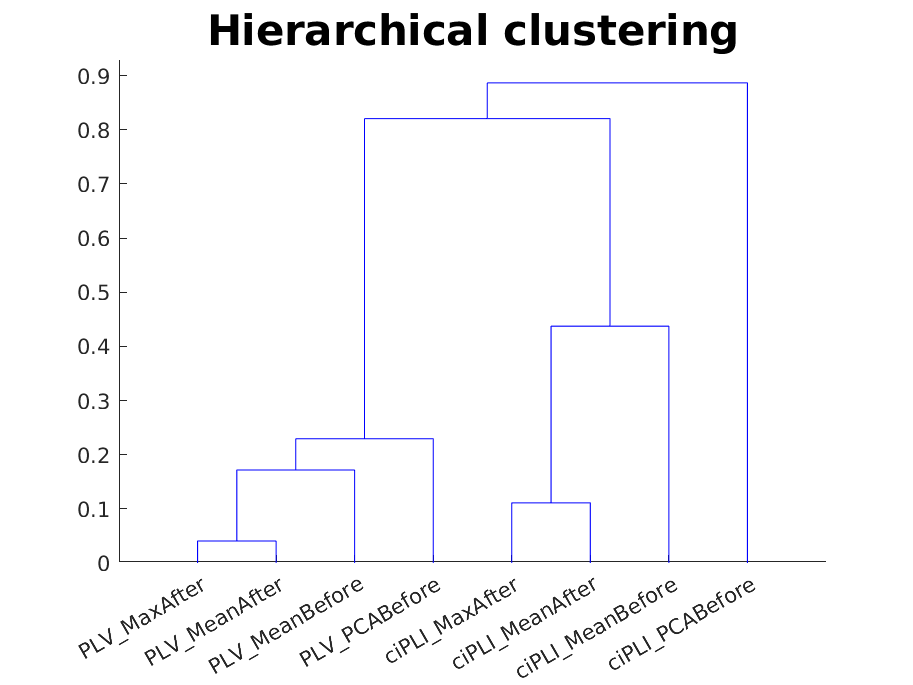 Hierarchical clustering
0.9
0.8
0.7
0.6
0.5
0.4
0.3
0.2
0.1
0
PLV_MaxAfter
PLV_MeanAfter
PLV_MeanBefore
PLV_PCABefore
ciPLI_MaxAfter
ciPLI_MeanAfter
ciPLI_MeanBefore
ciPLI_PCABefore